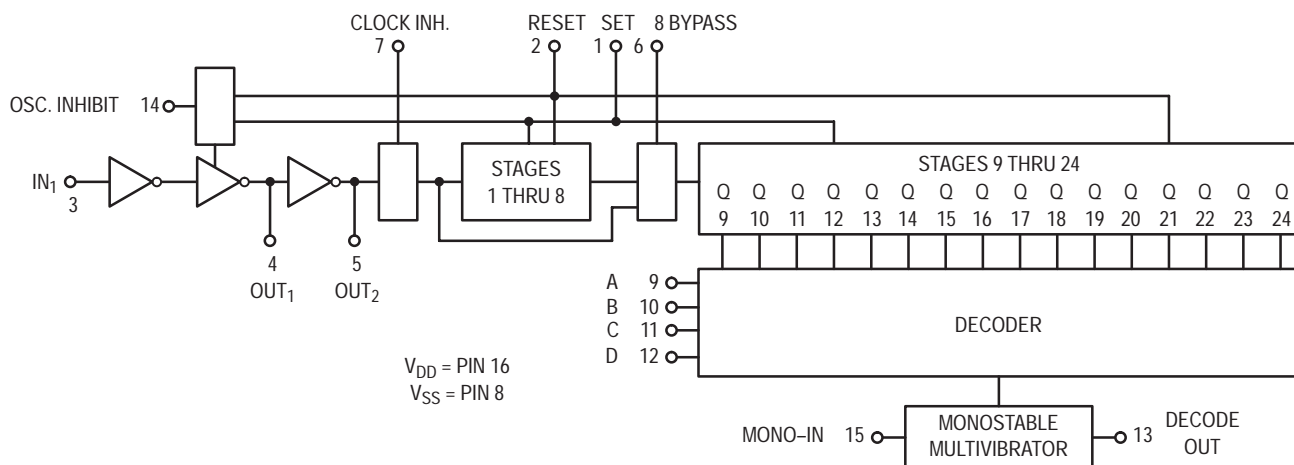 CLOCK INH.
7
RESET
2
SET
1
8 BYPASS
6
OSC. INHIBIT 14
IN1
3
STAGES
1 THRU 8
STAGES 9 THRU 24
Q Q Q Q Q Q Q Q Q Q Q Q Q Q Q Q
9 10 11 12 13 14 15 16 17 18 19 20 21 22 23 24
4
OUT1
5
OUT2
A 9
B 10
C 11
D 12
DECODER
VDD = PIN 16
VSS = PIN 8
MONO–IN 15
MONOSTABLE
MULTIVIBRATOR
13 DECODE
OUT